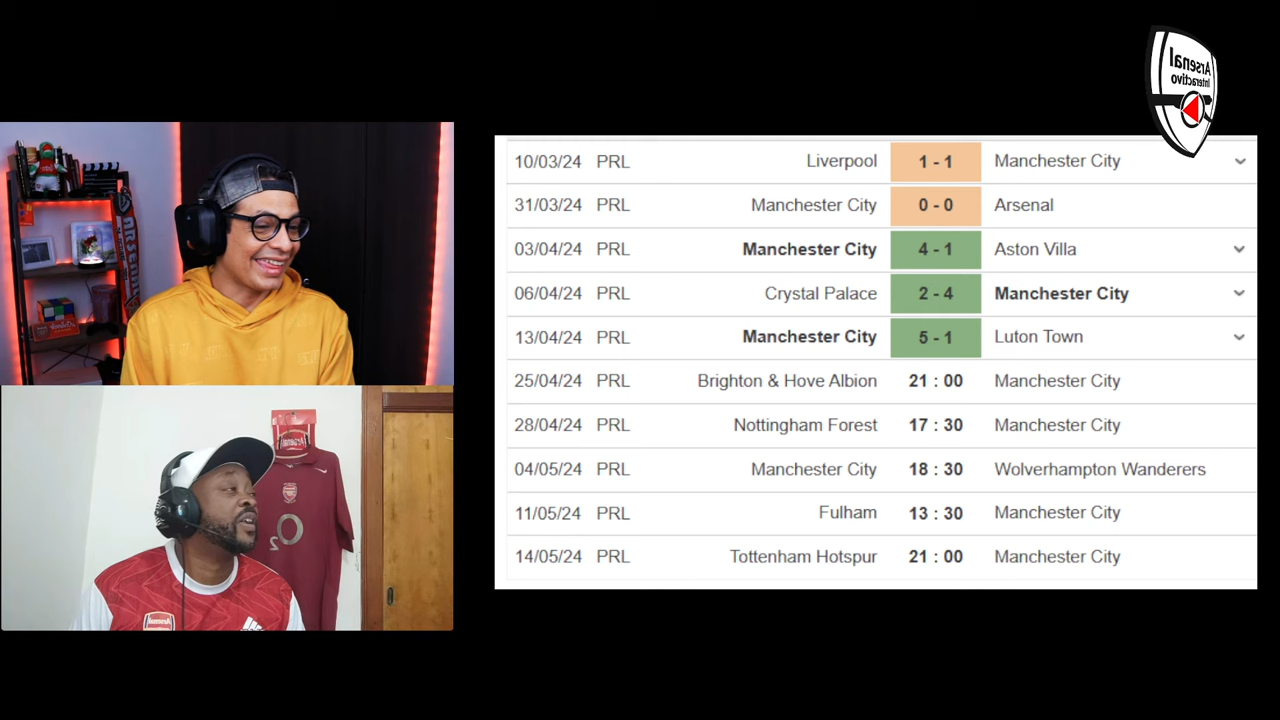 Arsenal
Interactivo
10/03/24 PRL Liverpool 1 - 1 Manchester City
31/03/24 PRL Manchester City 0 - 0 Arsenal
03/04/24 PRL Manchester City 4 - 1 Aston Villa
06/04/24 PRL Crystal Palace 2 - 4 Manchester City
13/04/24 PRL Manchester City 5 - 1 Luton Town
25/04/24 PRL Brighton & Hove Albion 21 : 00 Manchester City
28/04/24 PRL Nottingham Forest 17 : 30 Manchester City
04/05/24 PRL Manchester City 18 : 30 Wolverhampton Wanderers
11/05/24 PRL Fulham 13 : 30 Manchester City
14/05/24 PRL Tottenham Hotspur 21 : 00 Manchester City
ARSENAL
Arsenal
Arsenal
O2